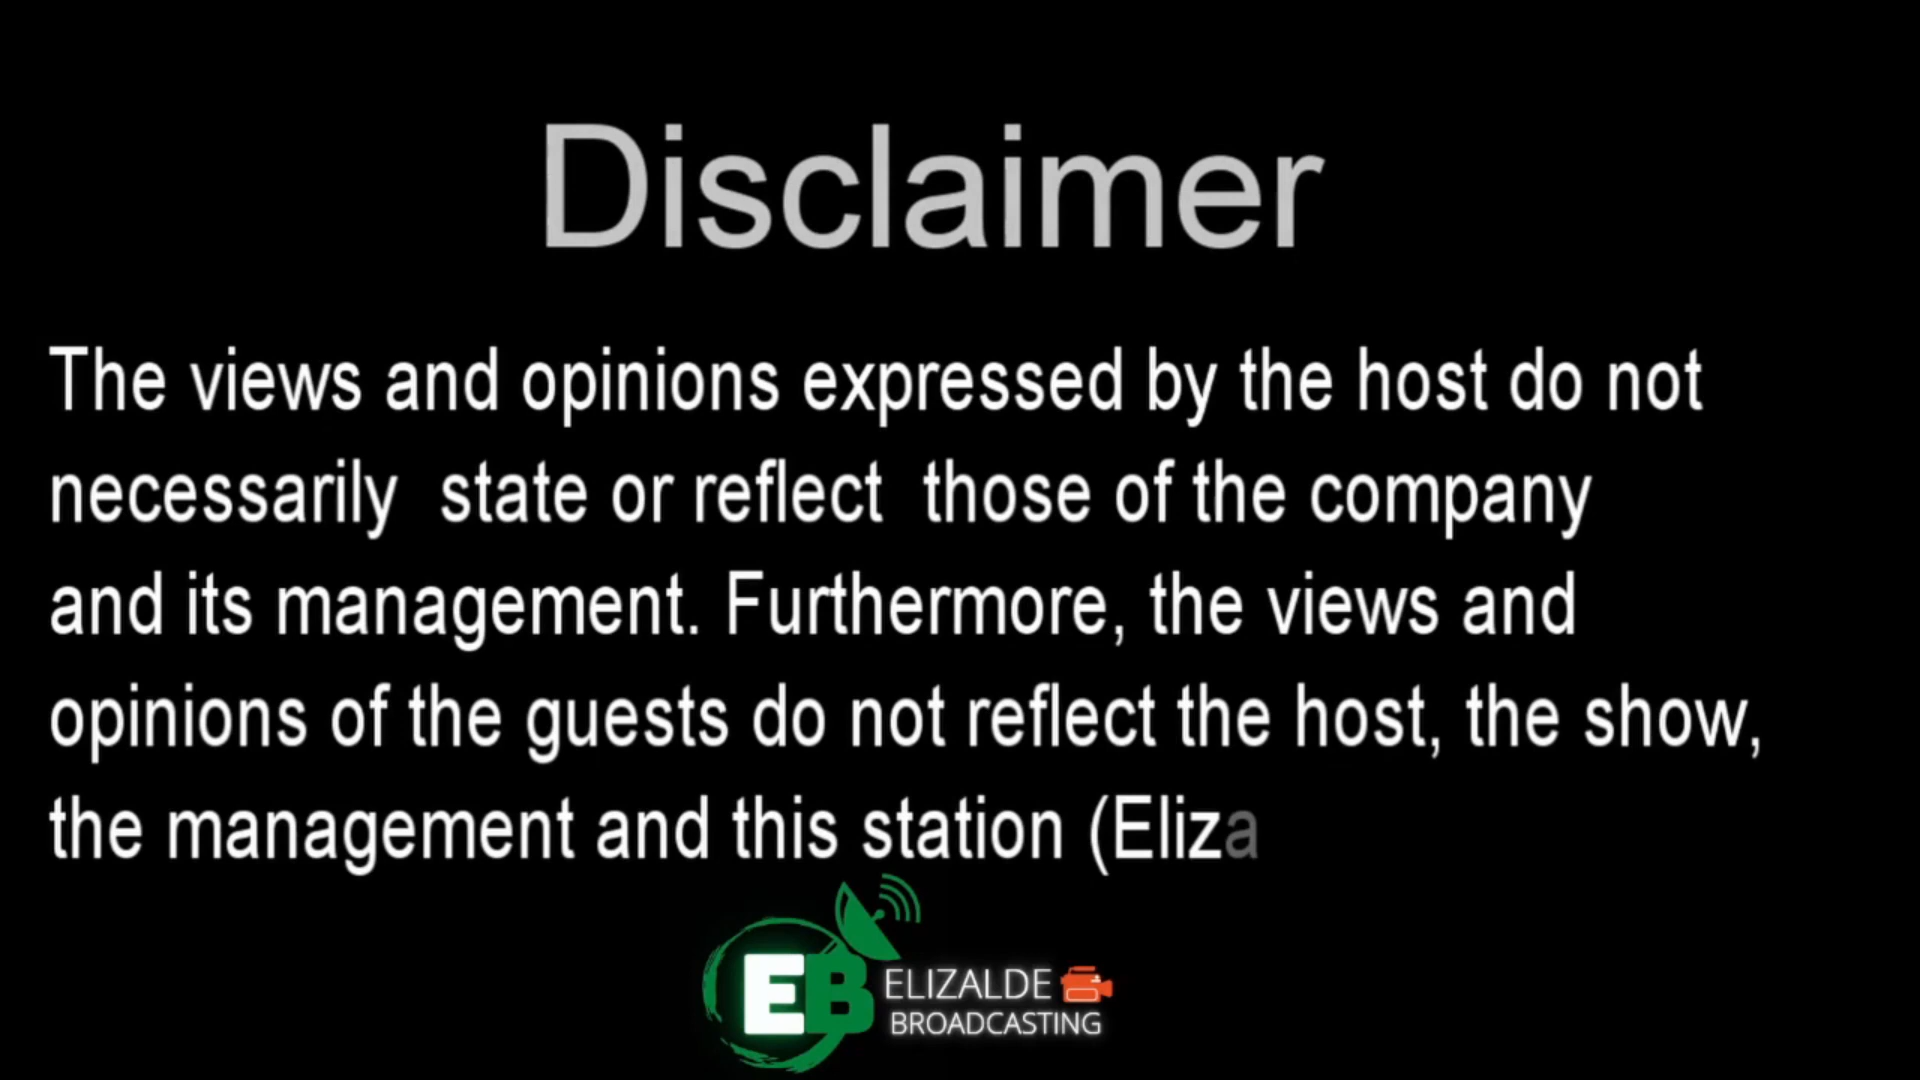 Disclaimer
The views and opinions expressed by the host do not
necessarily state or reflect those of the company
and its management. Furthermore, the views and
opinions of the guests do not reflect the host, the show,
the management and this station (Eliza
EB
ELIZALDE
BROADCASTING